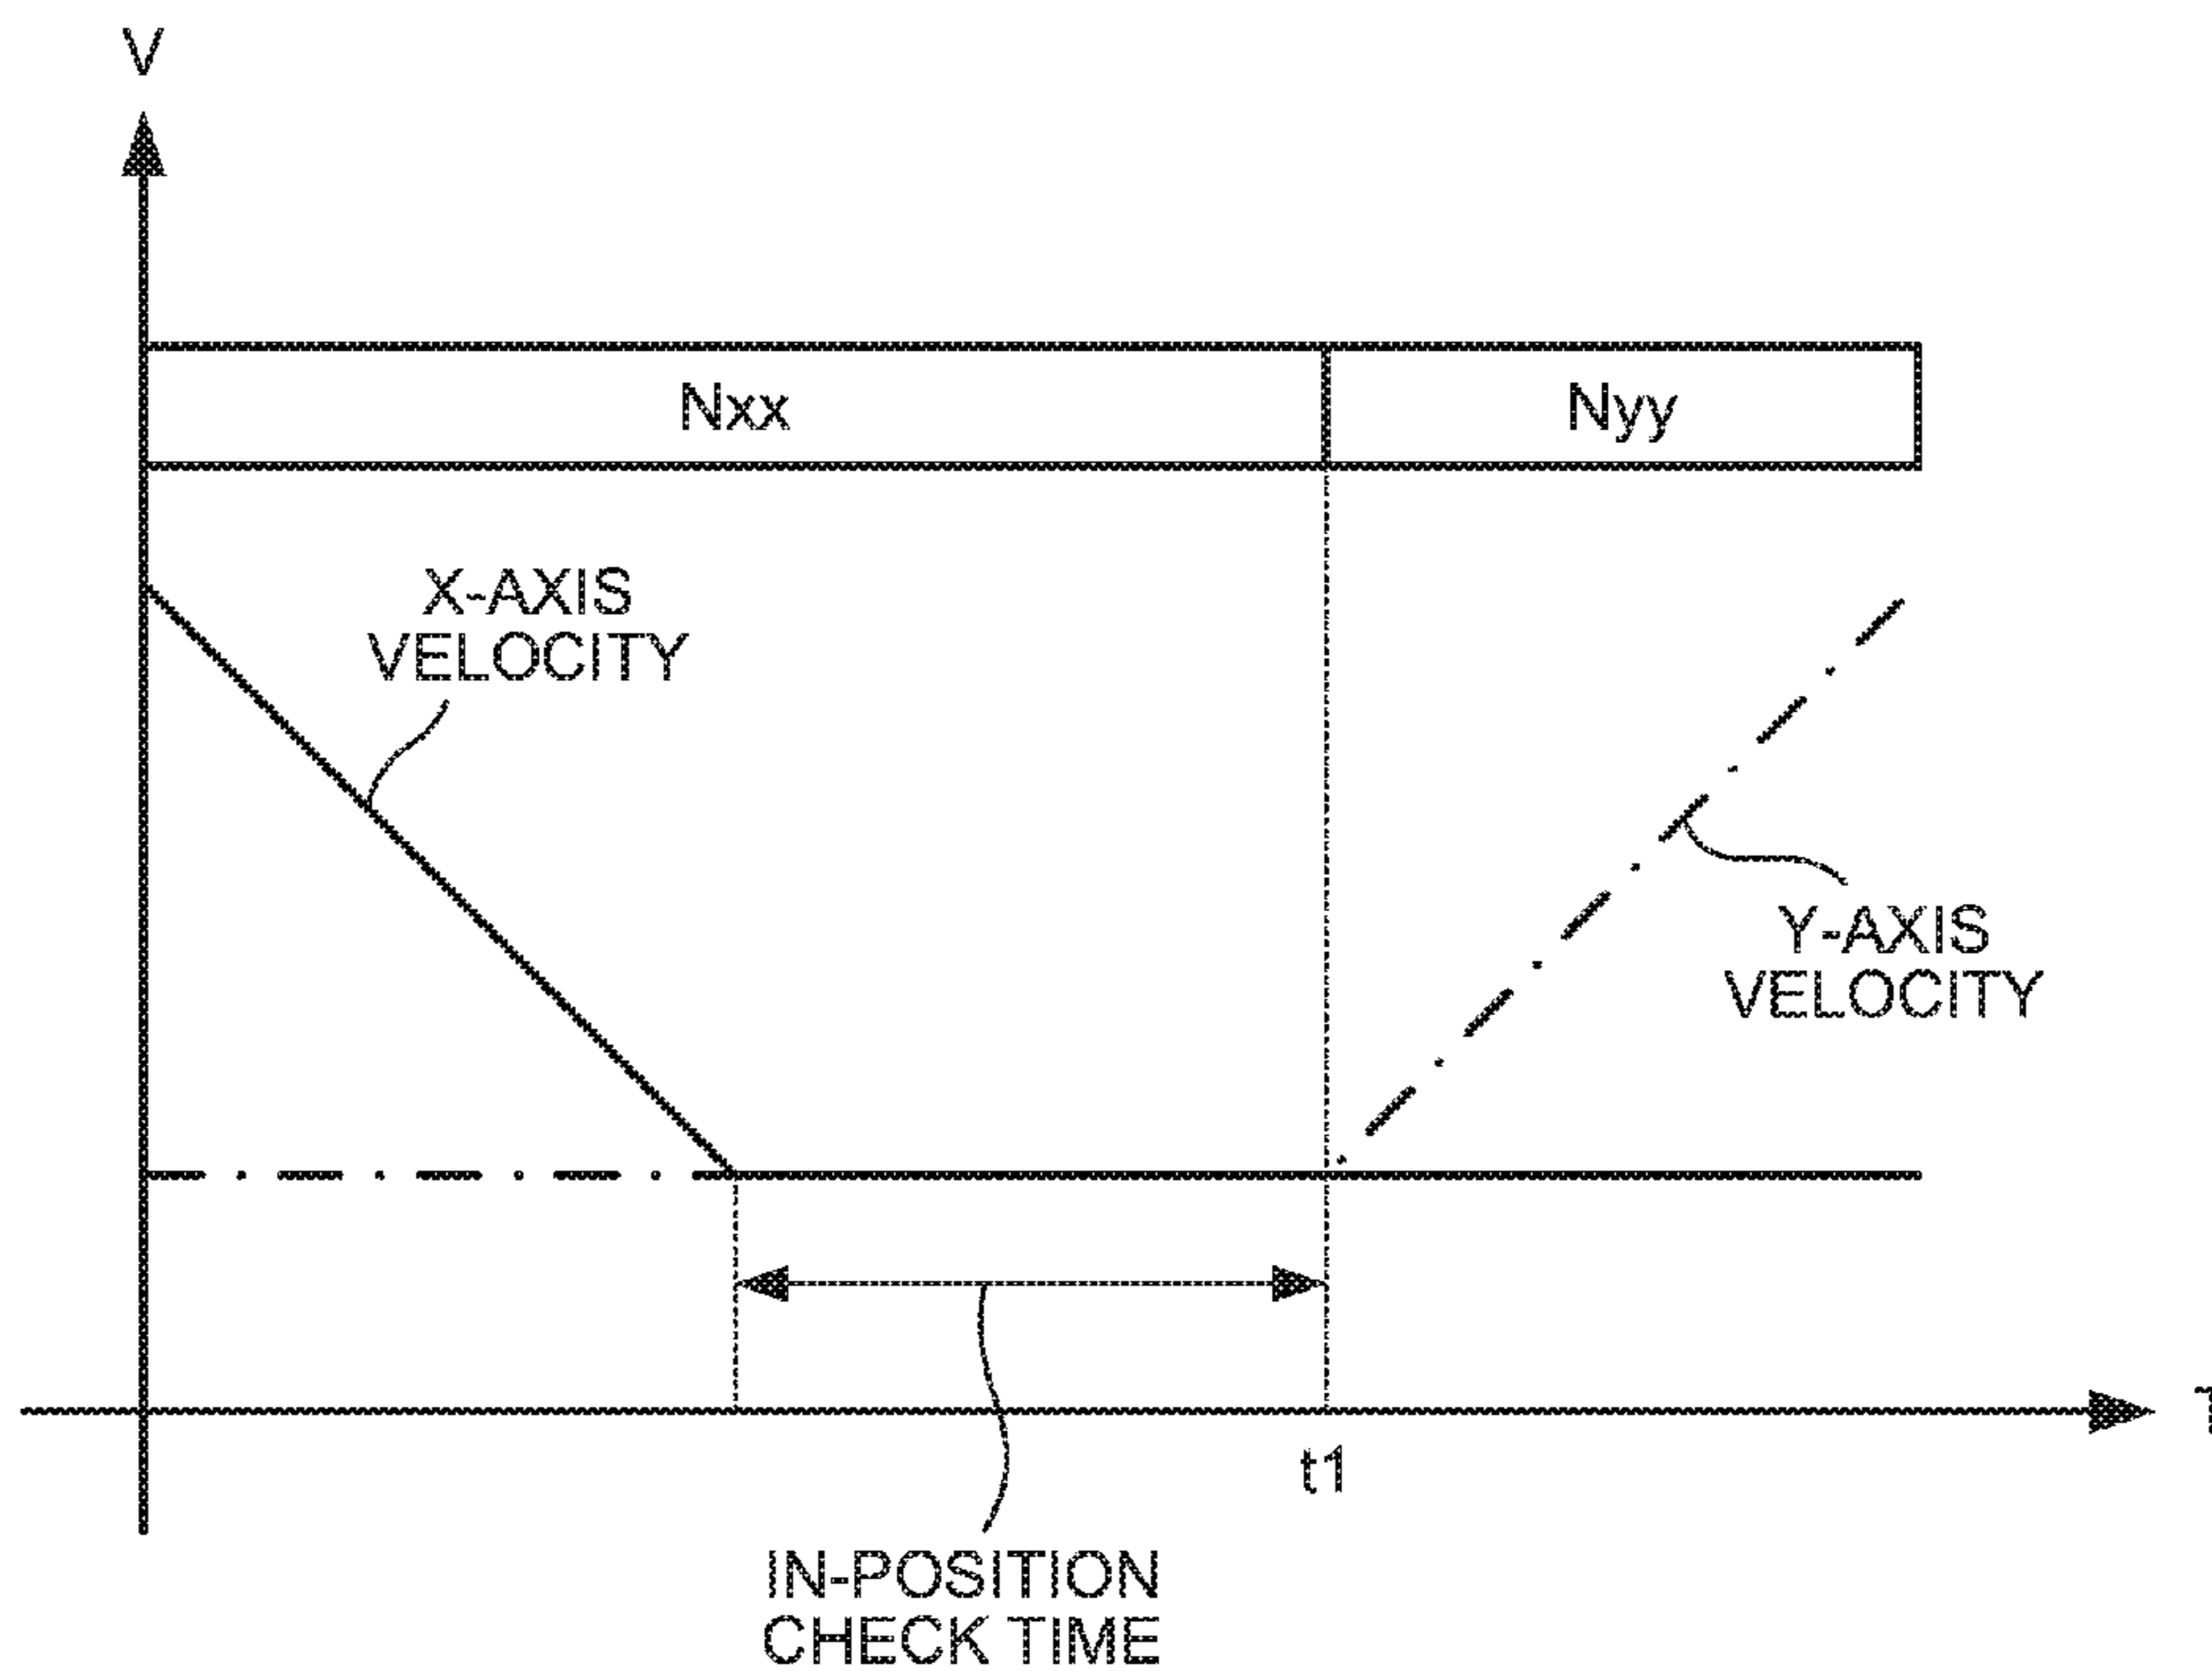 V
Nxx
Nyy
X-AXIS
VELOCITY
Y-AXIS
VELOCITY
T
t1
IN-POSITION
CHECK TIME